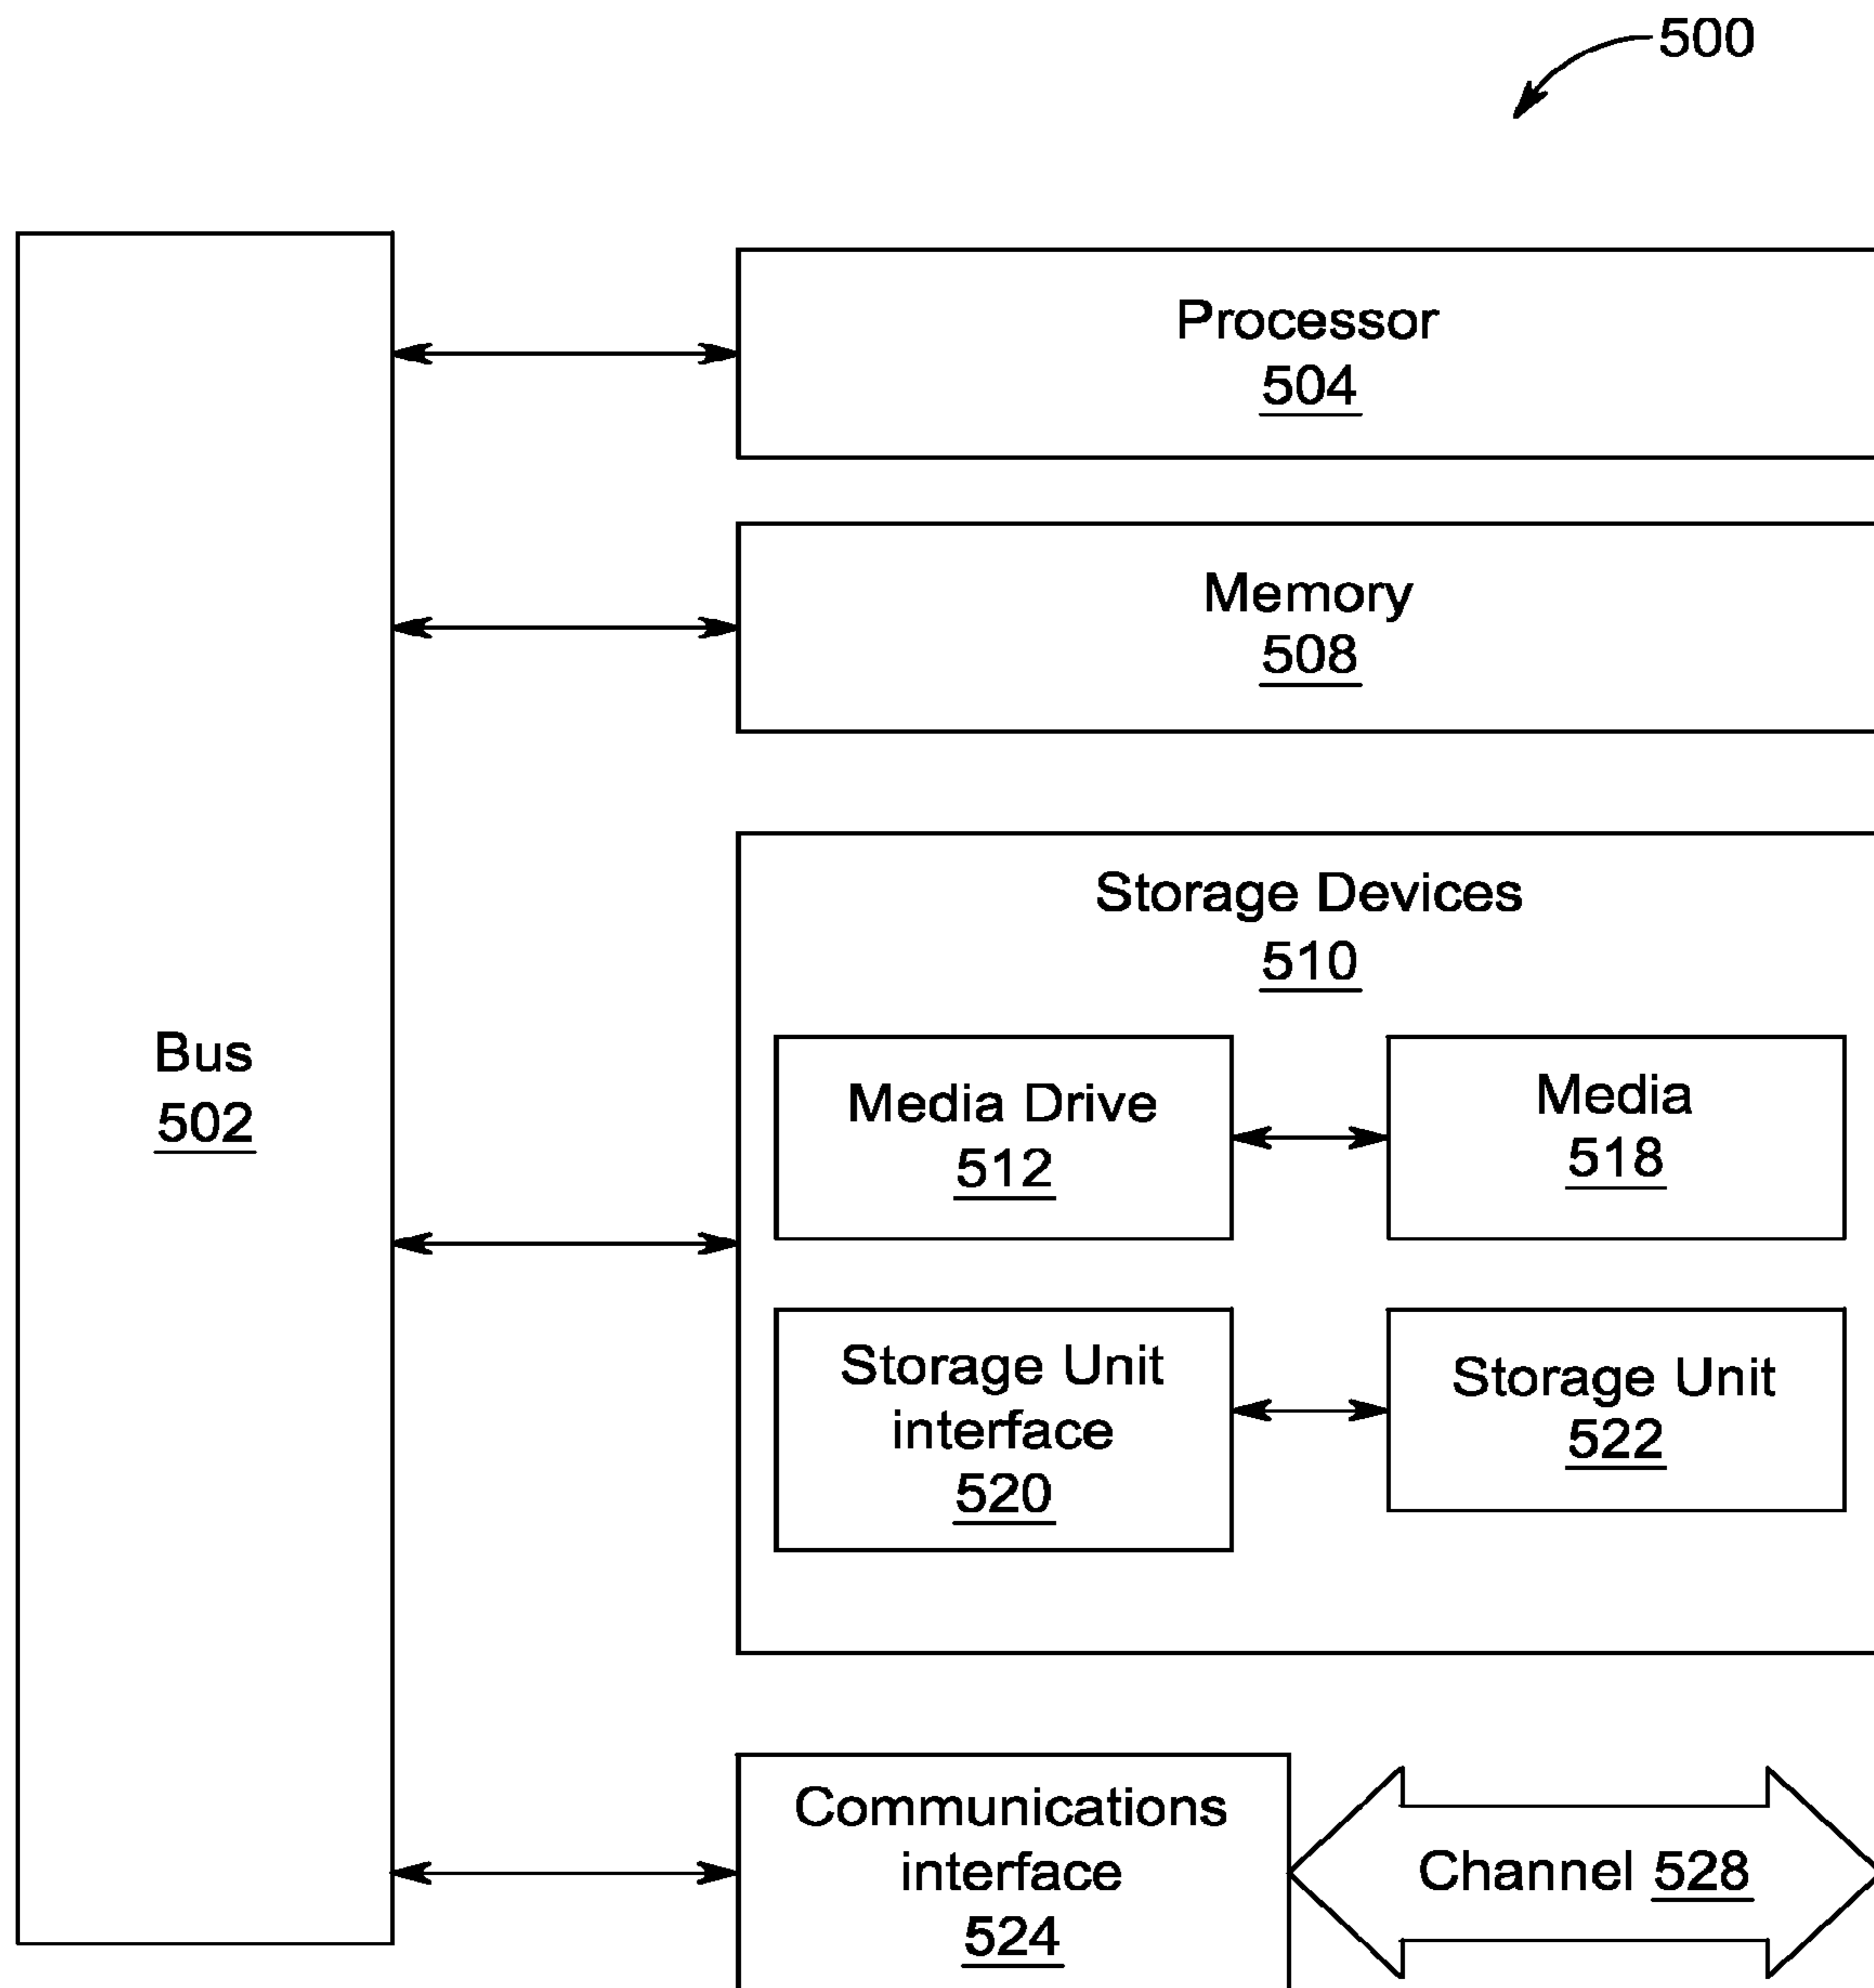 500
Processor
504
Memory
508
Storage Devices
510
Bus
502
Media Drive
512
Media
518
Storage Unit
interface
520
Storage Unit
522
Communications
interface
524
Channel 528